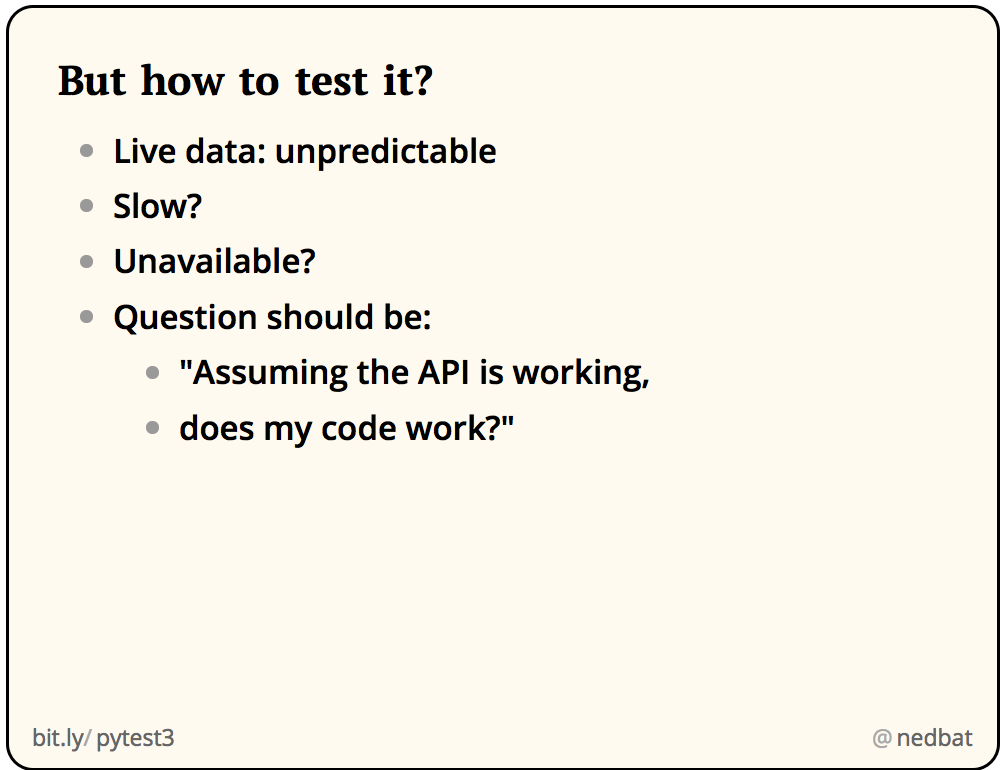 But how to test it?
Live data: unpredictable
Slow?
Unavailable?
Question should be:
"Assuming the API is working,
does my code work?"
bit.ly/pytest3
@nedbat